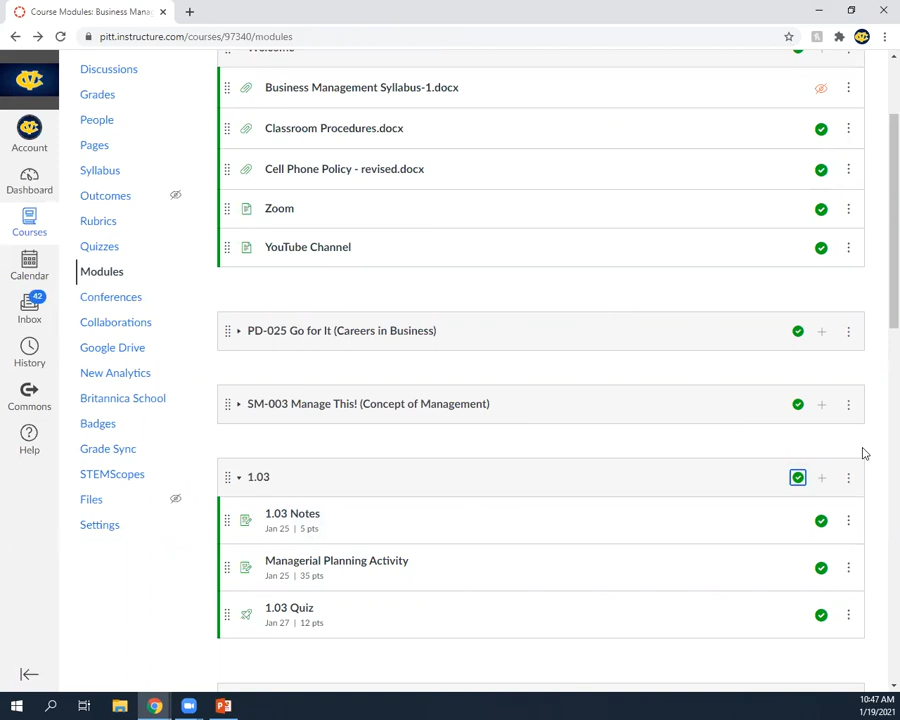 Course Modules: Business Mana
pitt.instructure.com/courses/97340/modules
Account
Dashboard
Courses
Calendar
42
Inbox
History
Commons
Help
Discussions
Grades
People
Pages
Syllabus
Outcomes
Rubrics
Quizzes
Modules
Conferences
Collaborations
Google Drive
New Analytics
Britannica School
Badges
Grade Sync
STEMScopes
Files
Settings
Welcome
Business Management Syllabus-1.docx
Classroom Procedures.docx
Cell Phone Policy - revised.docx
Zoom
YouTube Channel
PD-025 Go for It (Careers in Business)
SM-003 Manage This! (Concept of Management)
1.03
1.03 Notes
Jan 25 | 5 pts
Managerial Planning Activity
Jan 25 | 35 pts
1.03 Quiz
Jan 27 | 12 pts
10:47 AM
1/19/2021